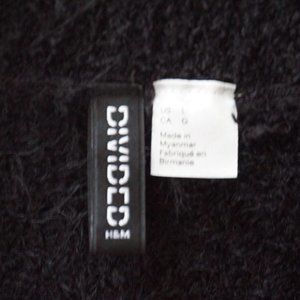 DIVIDED
H&M
US L
CA G
Made in
Myanmar
Fabriqué en
Birmanie